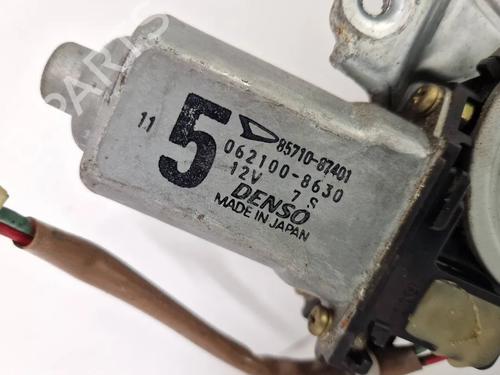 11
5
85710-87401
062100-8630
12V 7 S
DENSO
MADE IN JAPAN